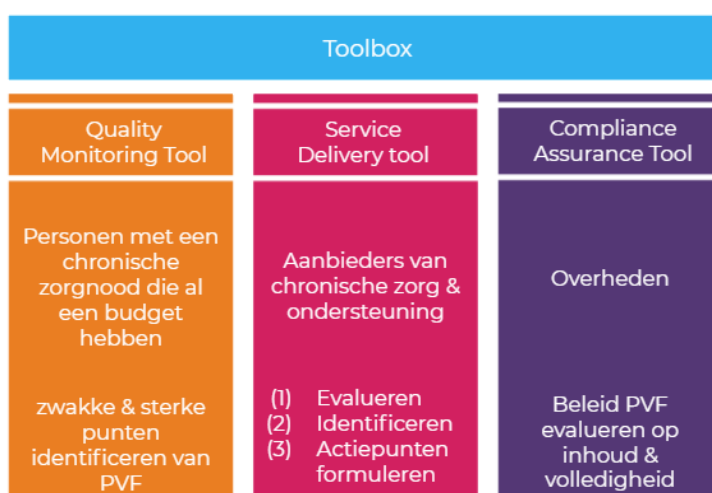 Toolbox
Quality
Monitoring Tool
Personen met een
chronische
zorgnood die al
een budget
hebben
zwakke & sterke
punten
identificeren van
PVF
Service
Delivery tool
Aanbieders van
chronische zorg &
ondersteuning
(1) Evalueren
(2) Identificeren
(3) Actiepunten
formuleren
Compliance
Assurance Tool
Overheden
Beleid PVF
evalueren op
inhoud &
volledigheid